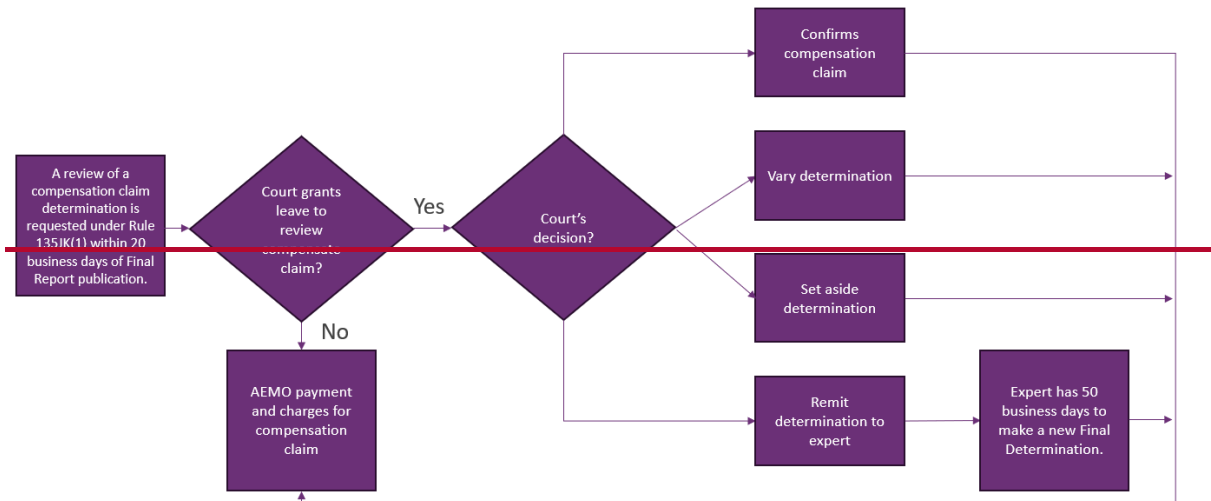 A review of a
compensation claim
determination is
requested under Rule
135JK(1) within 20
business days of Final
Report publication.
Court grants
leave to
review
compensate
claim?
Yes
No
AEMO payment
and charges for
compensation
claim
Court's
decision?
Confirms
compensation
claim
Vary determination
Set aside
determination
Remit
determination to
expert
Expert has 50
business days to
make a new Final
Determination.